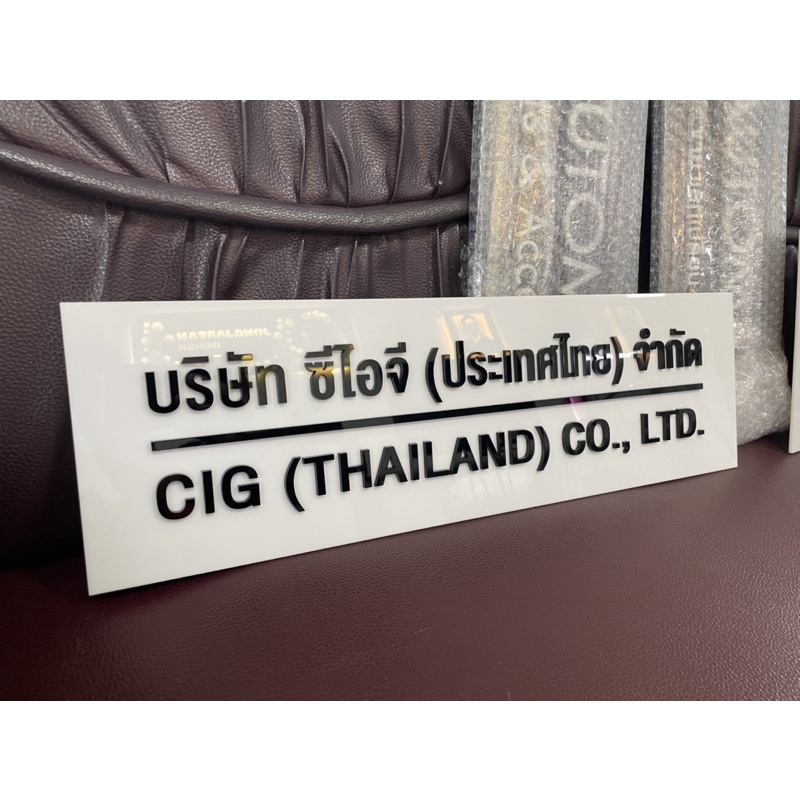 บริษัท ซีไอจี (ประเทศไทย) จำกัด
CIG (THAILAND) CO., LTD.